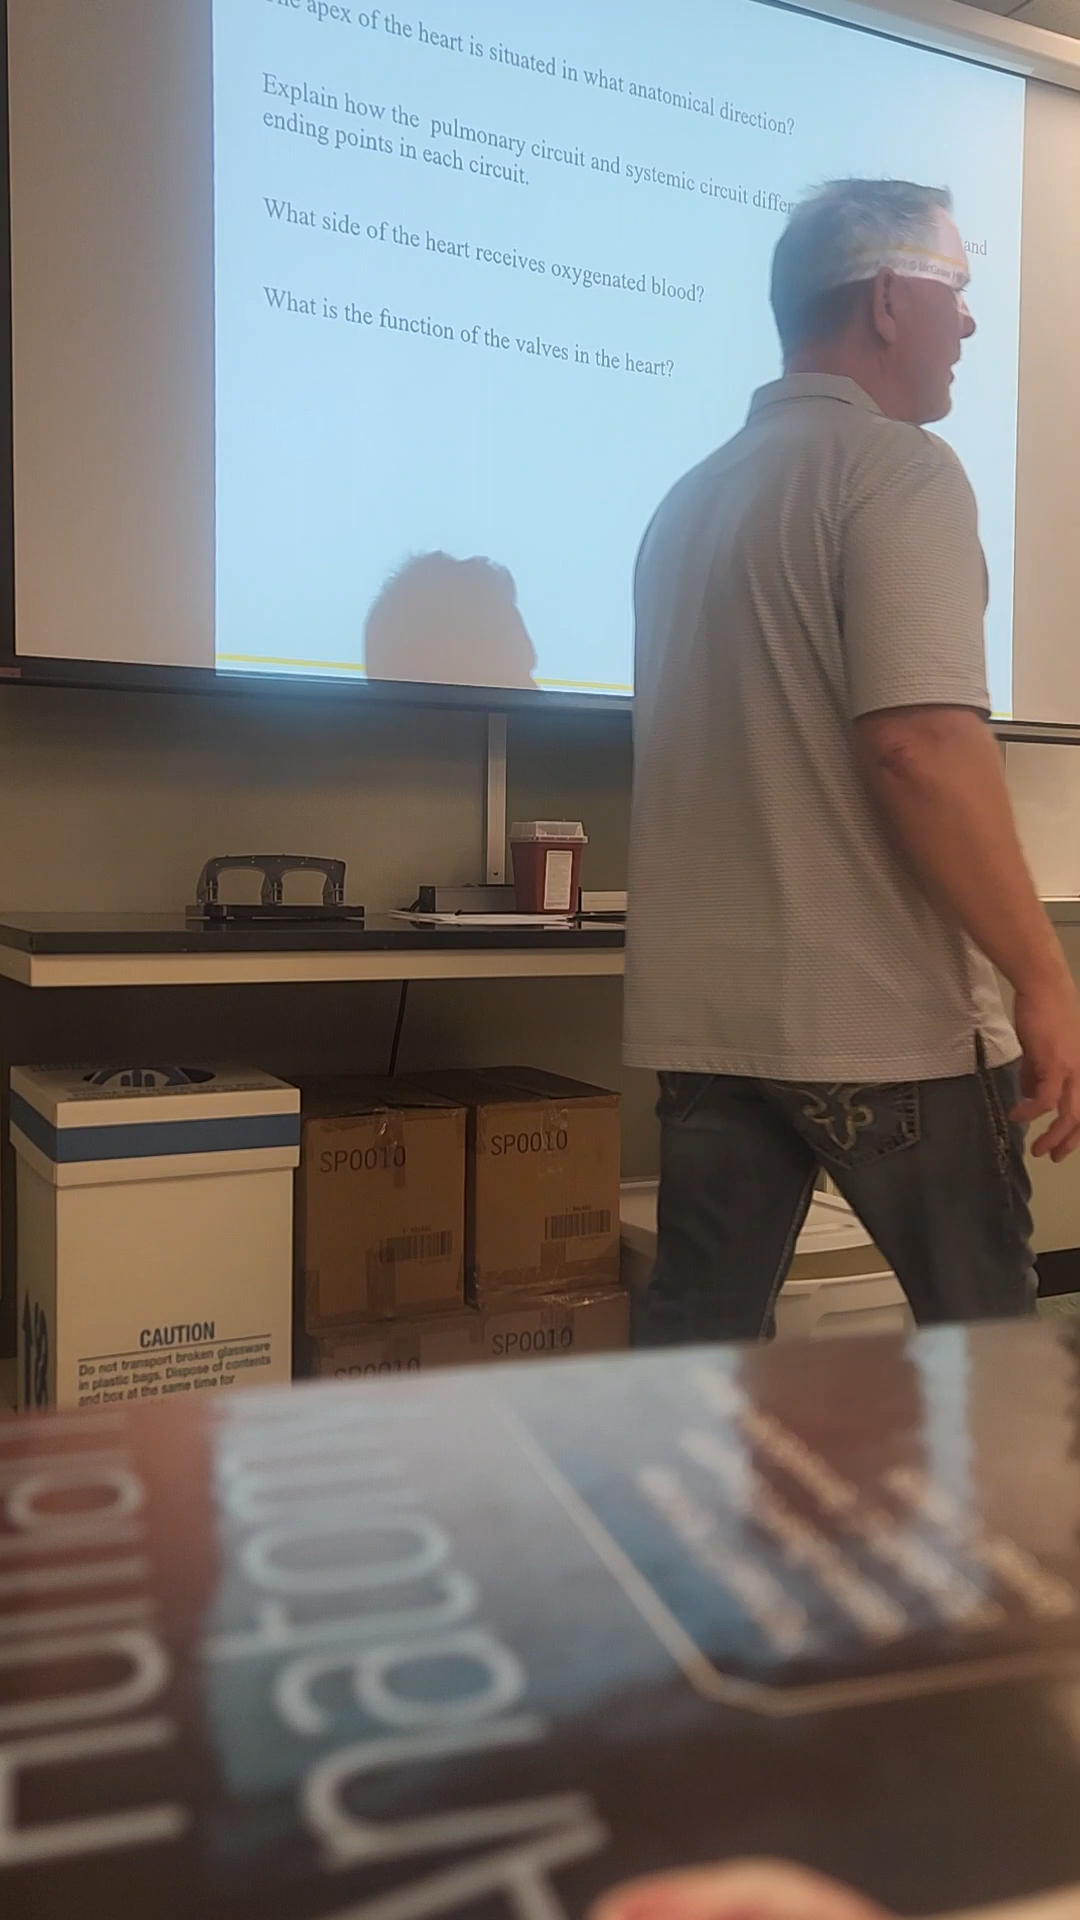 apex of the heart is situated in what anatomical direction?
Explain how the pulmonary circuit and systemic circuit differ
and
ending points in each circuit.
What side of the heart receives oxygenated blood?
What is the function of the valves in the heart?
SP0010
SP0010
SP0010
SP0010
CAUTION
Do not transport broken glassware
in plastic bags. Dispose of contents
and box at the same time for